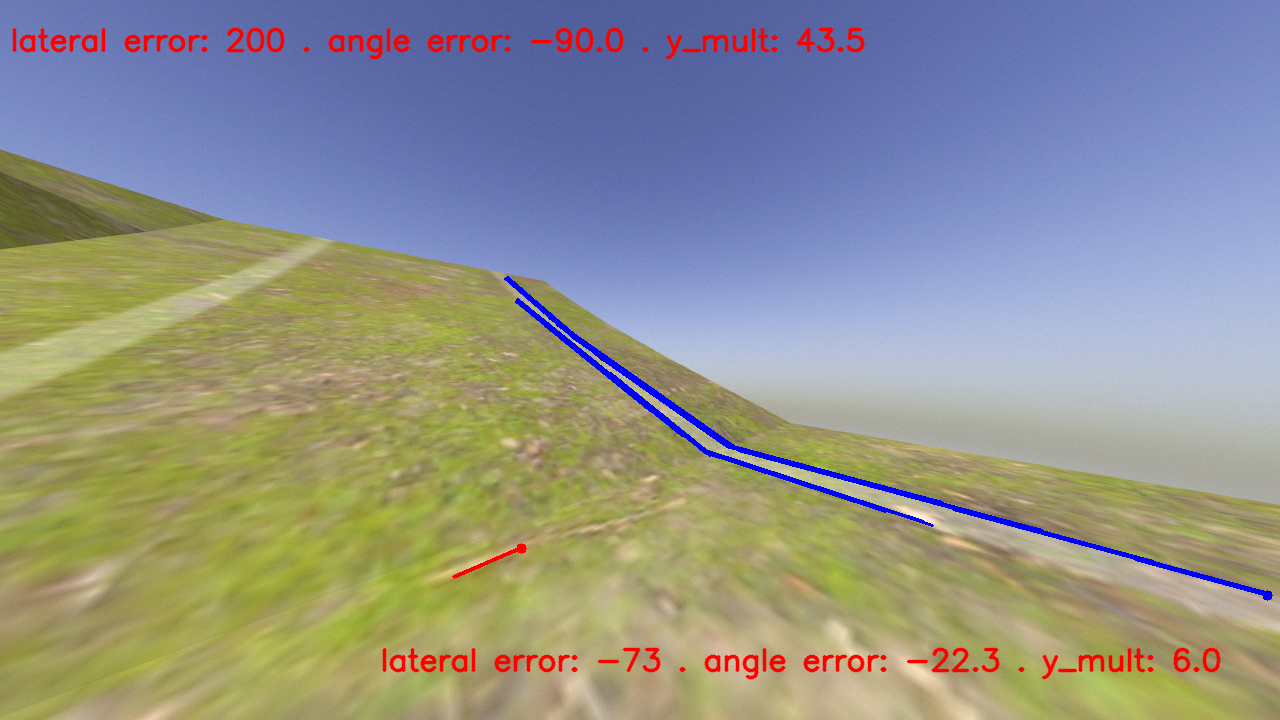 lateral error: 200 . angle error: −90.0 . y_mult: 43.5
lateral error: −73 . angle error: −22.3 . y_mult: 6.0